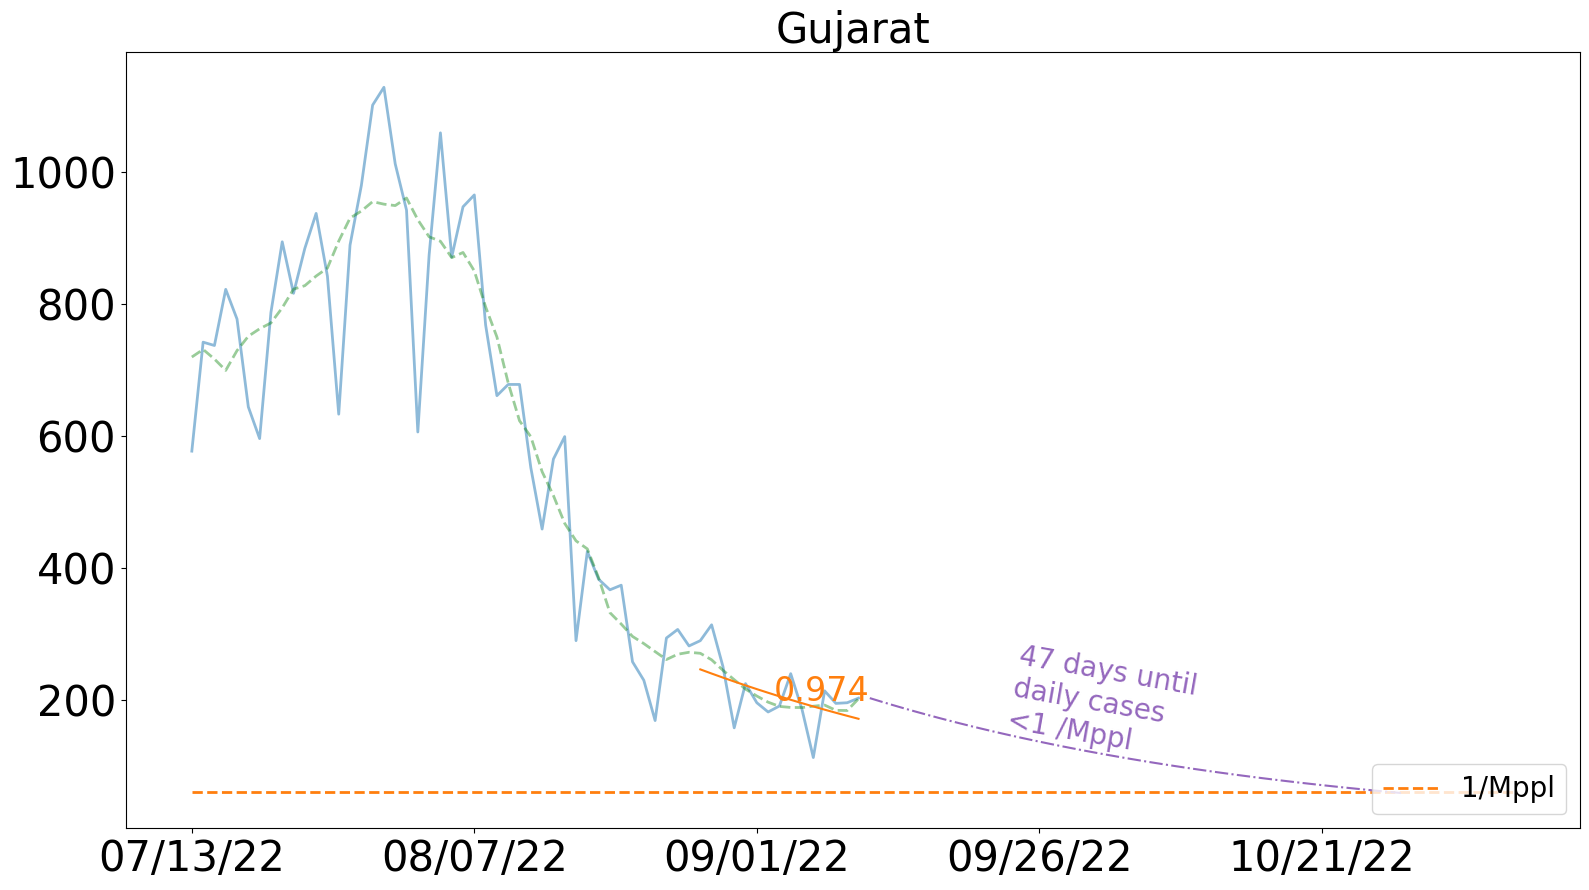 Gujarat
1000
800
600
400
200
0.974
47 days until
daily cases
<1 /Mppl
1/Mppl
07/13/22
08/07/22
09/01/22
09/26/22
10/21/22